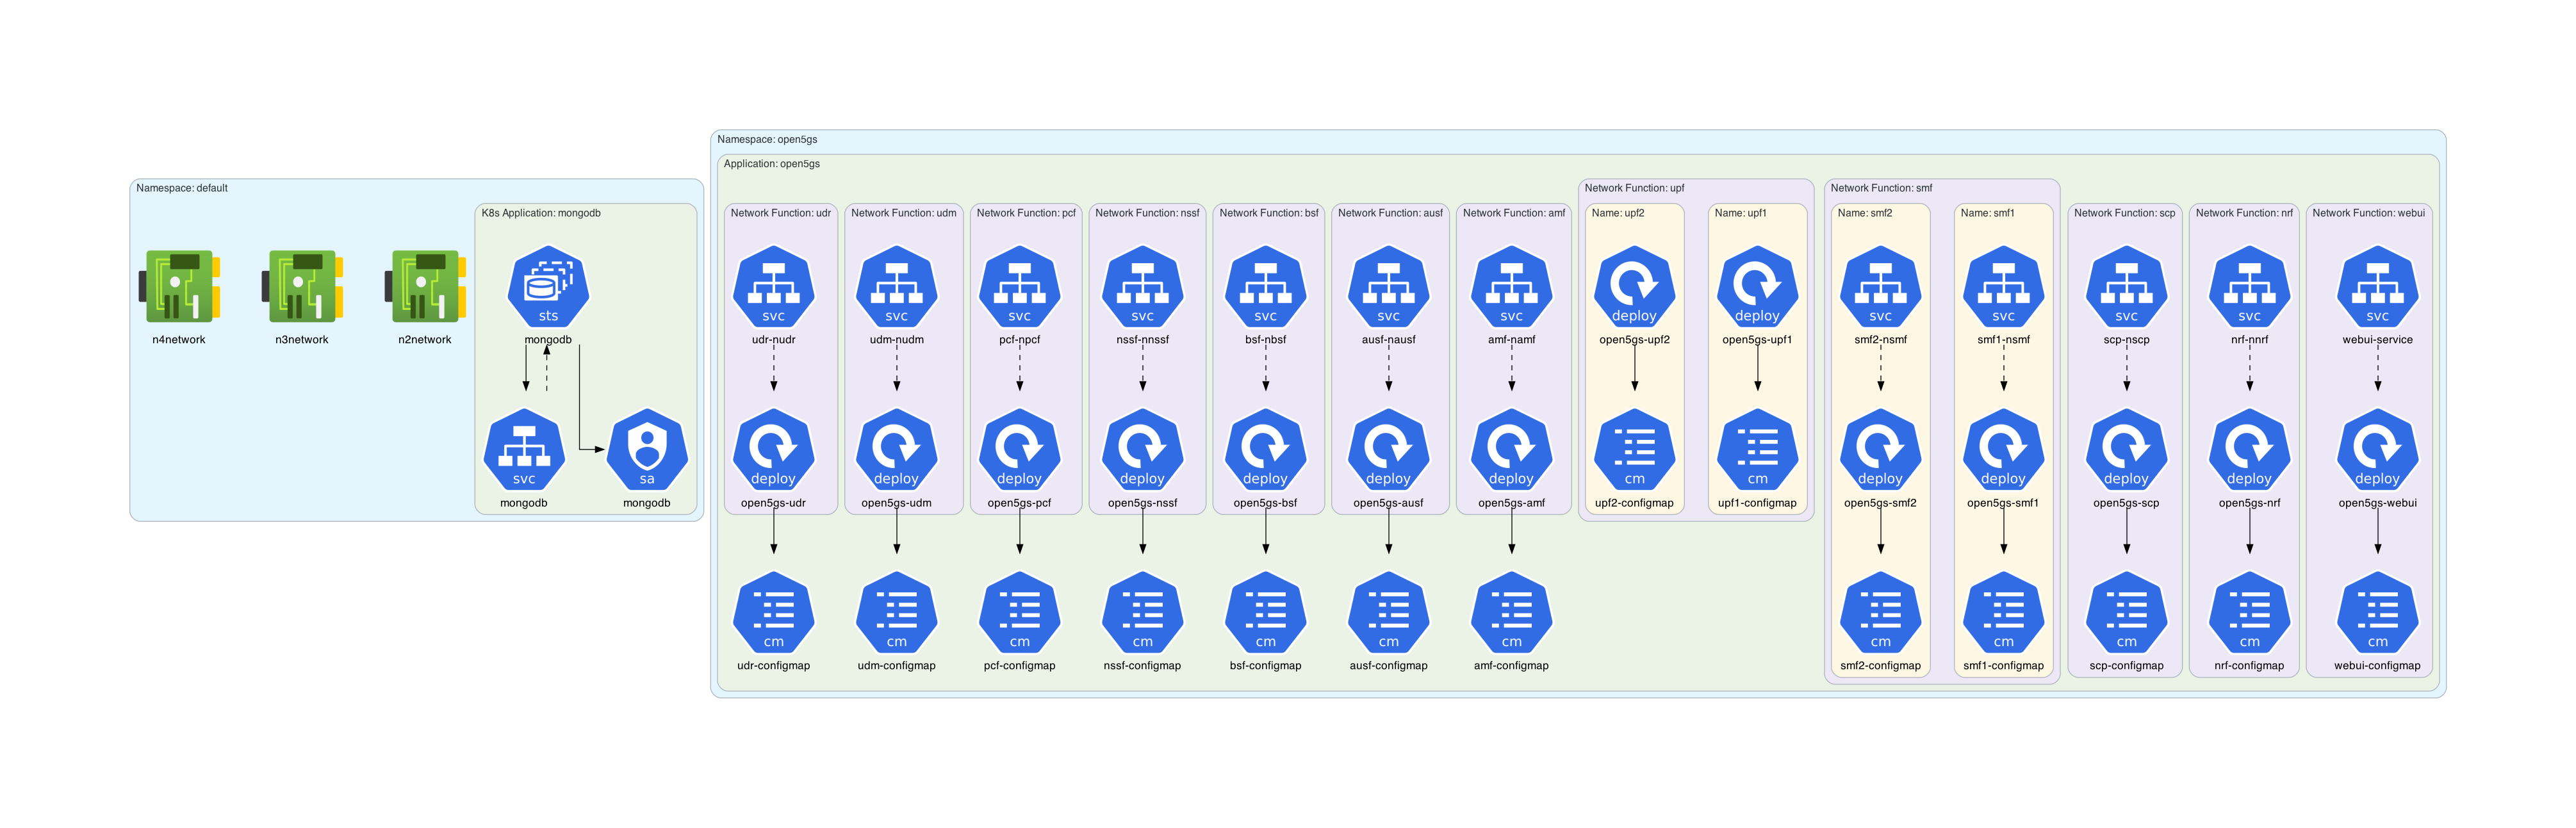 Namespace: open5gs
Application: open5gs
Namespace: default
Network Function: upf
Network Function: smf
K8s Application: mongodb
Network Function: udr
Network Function: udm
Network Function: pcf
Network Function: nssf
Network Function: bsf
Network Function: ausf
Network Function: amf
Name: upf2
Name: upf1
Name: smf2
Name: smf1
Network Function: scp
Network Function: nrf
Network Function: webui
sts
svc
svc
svc
svc
svc
svc
svc
deploy
deploy
svc
svc
svc
svc
svc
n4network
n3network
n2network
mongodb
udr-nudr
udm-nudm
pcf-npcf
nssf-nnssf
bsf-nbsf
ausf-nausf
amf-namf
open5gs-upf2
open5gs-upf1
smf2-nsmf
smf1-nsmf
scp-nscp
nrf-nnrf
webui-service
svc
sa
deploy
deploy
deploy
deploy
deploy
deploy
deploy
cm
cm
deploy
deploy
deploy
deploy
deploy
mongodb
mongodb
open5gs-udr
open5gs-udm
open5gs-pcf
open5gs-nssf
open5gs-bsf
open5gs-ausf
open5gs-amf
upf2-configmap
upf1-configmap
open5gs-smf2
open5gs-smf1
open5gs-scp
open5gs-nrf
open5gs-webui
cm
cm
cm
cm
cm
cm
cm
cm
cm
cm
cm
cm
udr-configmap
udm-configmap
pcf-configmap
nssf-configmap
bsf-configmap
ausf-configmap
amf-configmap
smf2-configmap
smf1-configmap
scp-configmap
nrf-configmap
webui-configmap